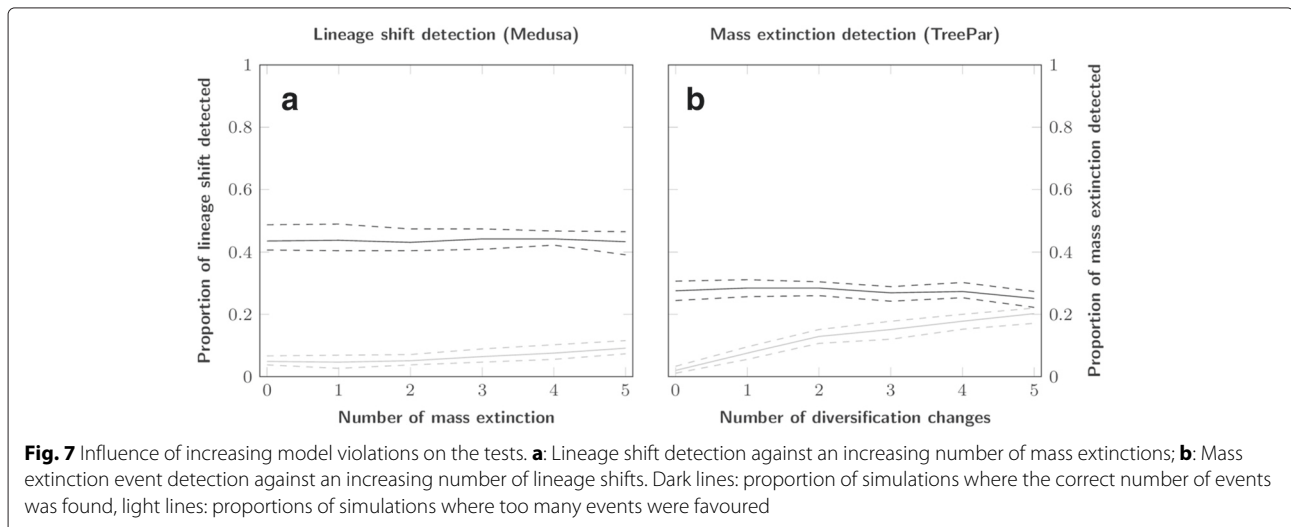 Lineage shift detection (Medusa)
Mass extinction detection (TreePar)
a
b
1
0.8
0.6
0.4
0.2
0
Proportion of lineage shift detected
0 1 2 3 4 5
Number of mass extinction
0 1 2 3 4 5
Number of diversification changes
1
0.8
0.6
0.4
0.2
0
Proportion of mass extinction detected
Fig. 7 Influence of increasing model violations on the tests. a: Lineage shift detection against an increasing number of mass extinctions; b: Mass
extinction event detection against an increasing number of lineage shifts. Dark lines: proportion of simulations where the correct number of events
was found, light lines: proportions of simulations where too many events were favoured